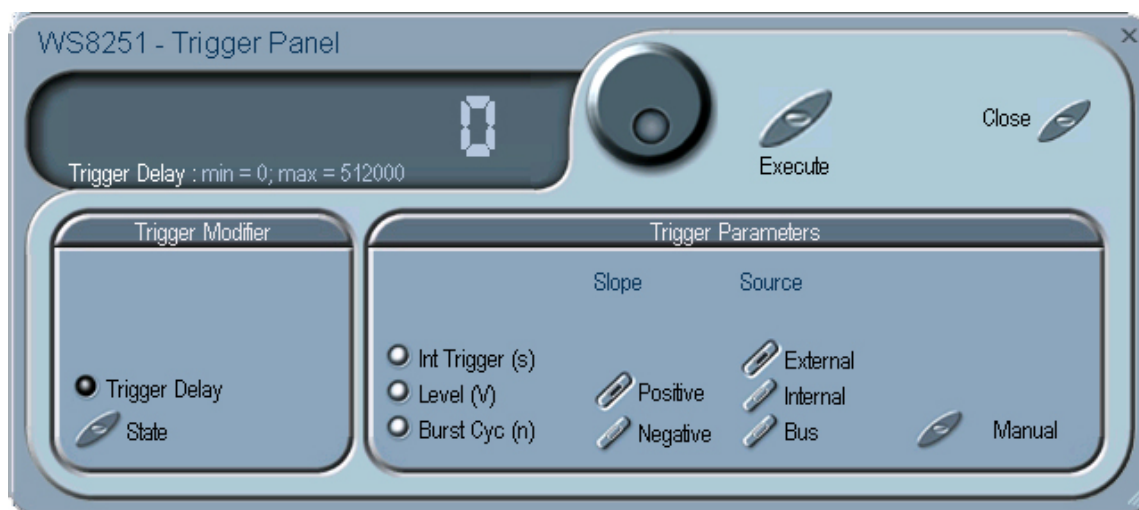 WS8251 - Trigger Panel
0
Trigger Delay : min = 0; max = 512000
Execute
Close
Trigger Modifier
Trigger Delay
State
Trigger Parameters
Slope
Source
Int Trigger (s)
Level (V)
Burst Cyc (n)
Positive
Negative
External
Internal
Bus
Manual